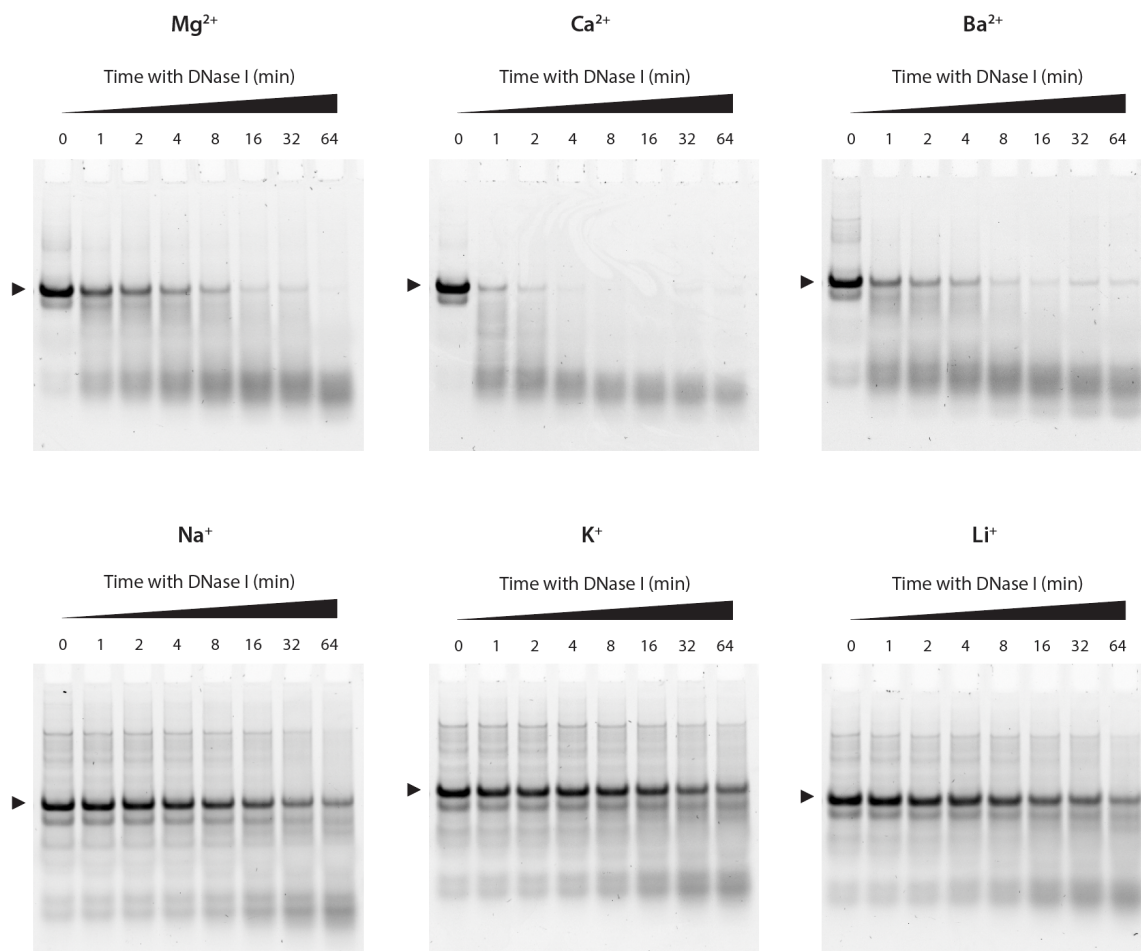 Mg²⁺
Time with DNase I (min)
0 1 2 4 8 16 32 64
Ca²⁺
Time with DNase I (min)
0 1 2 4 8 16 32 64
Ba²⁺
Time with DNase I (min)
0 1 2 4 8 16 32 64
Na⁺
Time with DNase I (min)
0 1 2 4 8 16 32 64
K⁺
Time with DNase I (min)
0 1 2 4 8 16 32 64
Li⁺
Time with DNase I (min)
0 1 2 4 8 16 32 64